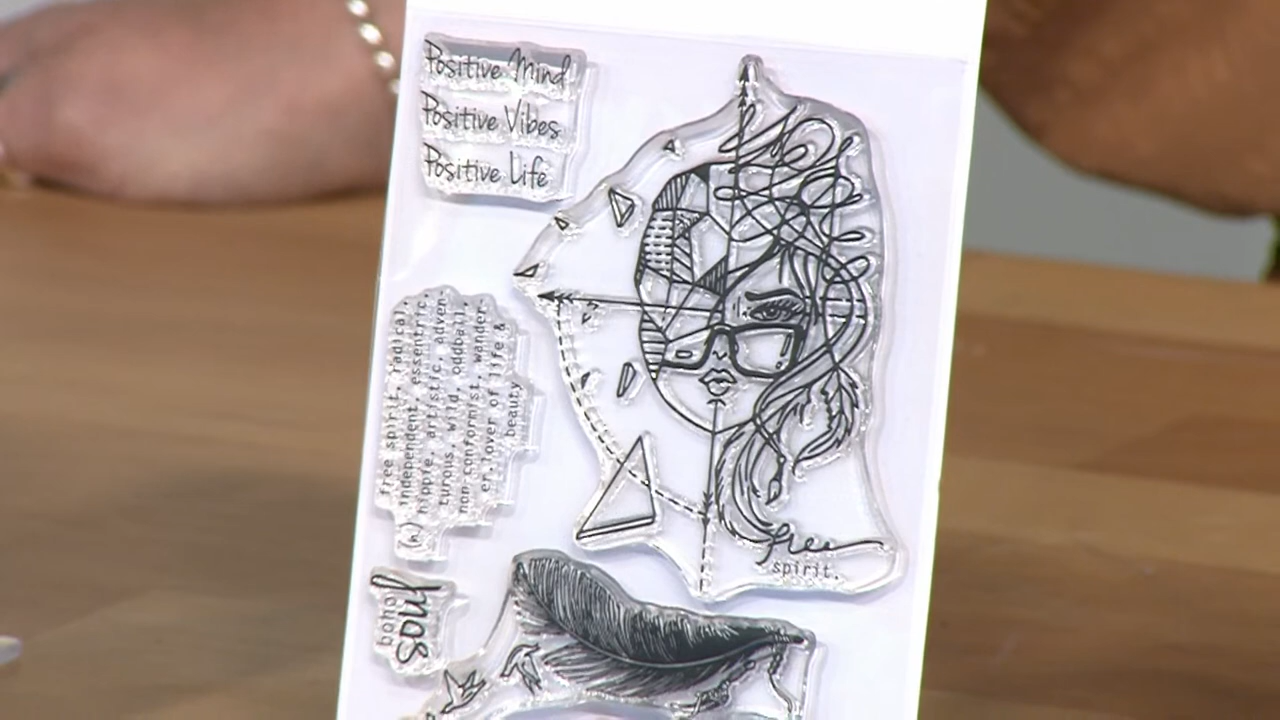 Positive Mind
Positive Vibes
Positive Life
free spirit.
boho
soul
(n) free spirit, radical,
independent, essentric,
hippie, artistic, adven-
turous, wild, oddball,
non-conformist, wander-
er, lover of life &
beauty